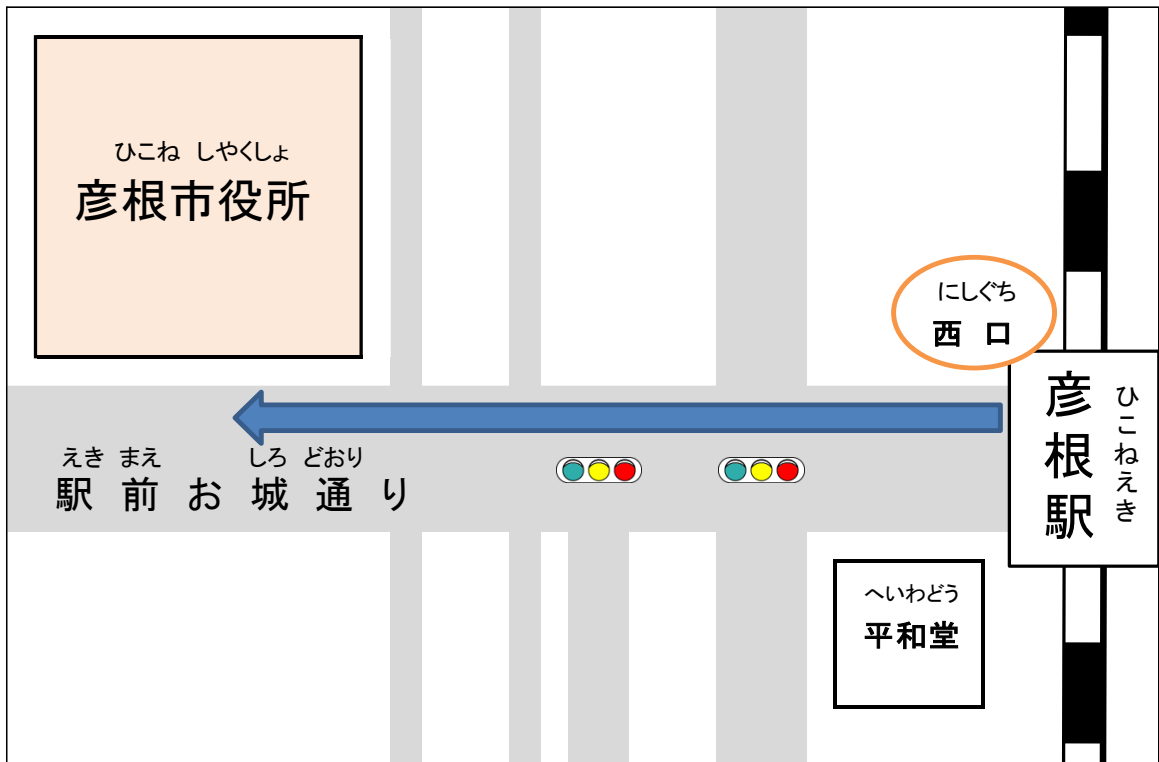 ひこね しやくしょ
彦根市役所
にしぐち
西 口
彦根駅
ひこねえき
えき まえ しろ どおり
駅 前 お 城 通 り
へいわどう
平和堂